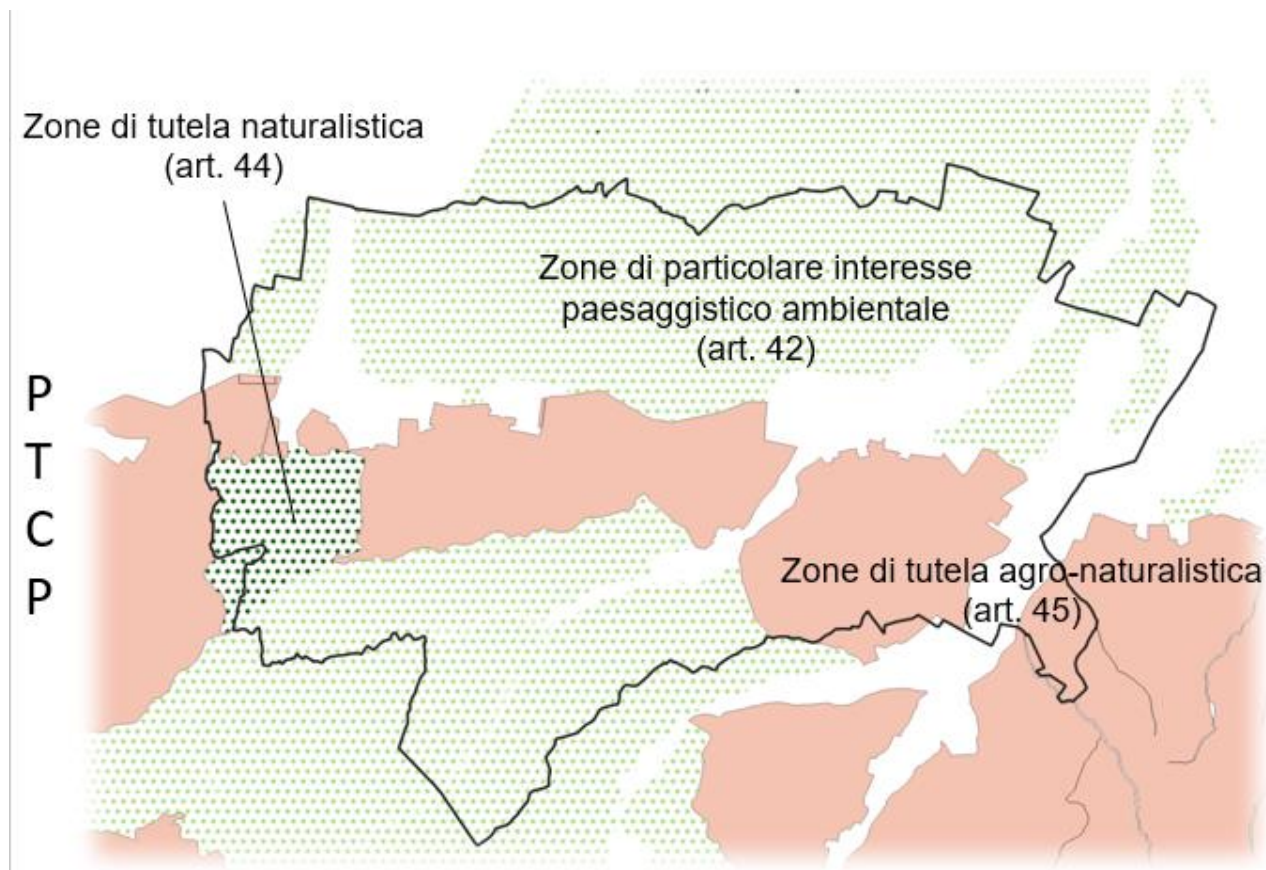 Zone di tutela naturalistica
(art. 44)
Zone di particolare interesse
paesaggistico ambientale
(art. 42)
P
T
C
P
Zone di tutela agro-naturalistica
(art. 45)